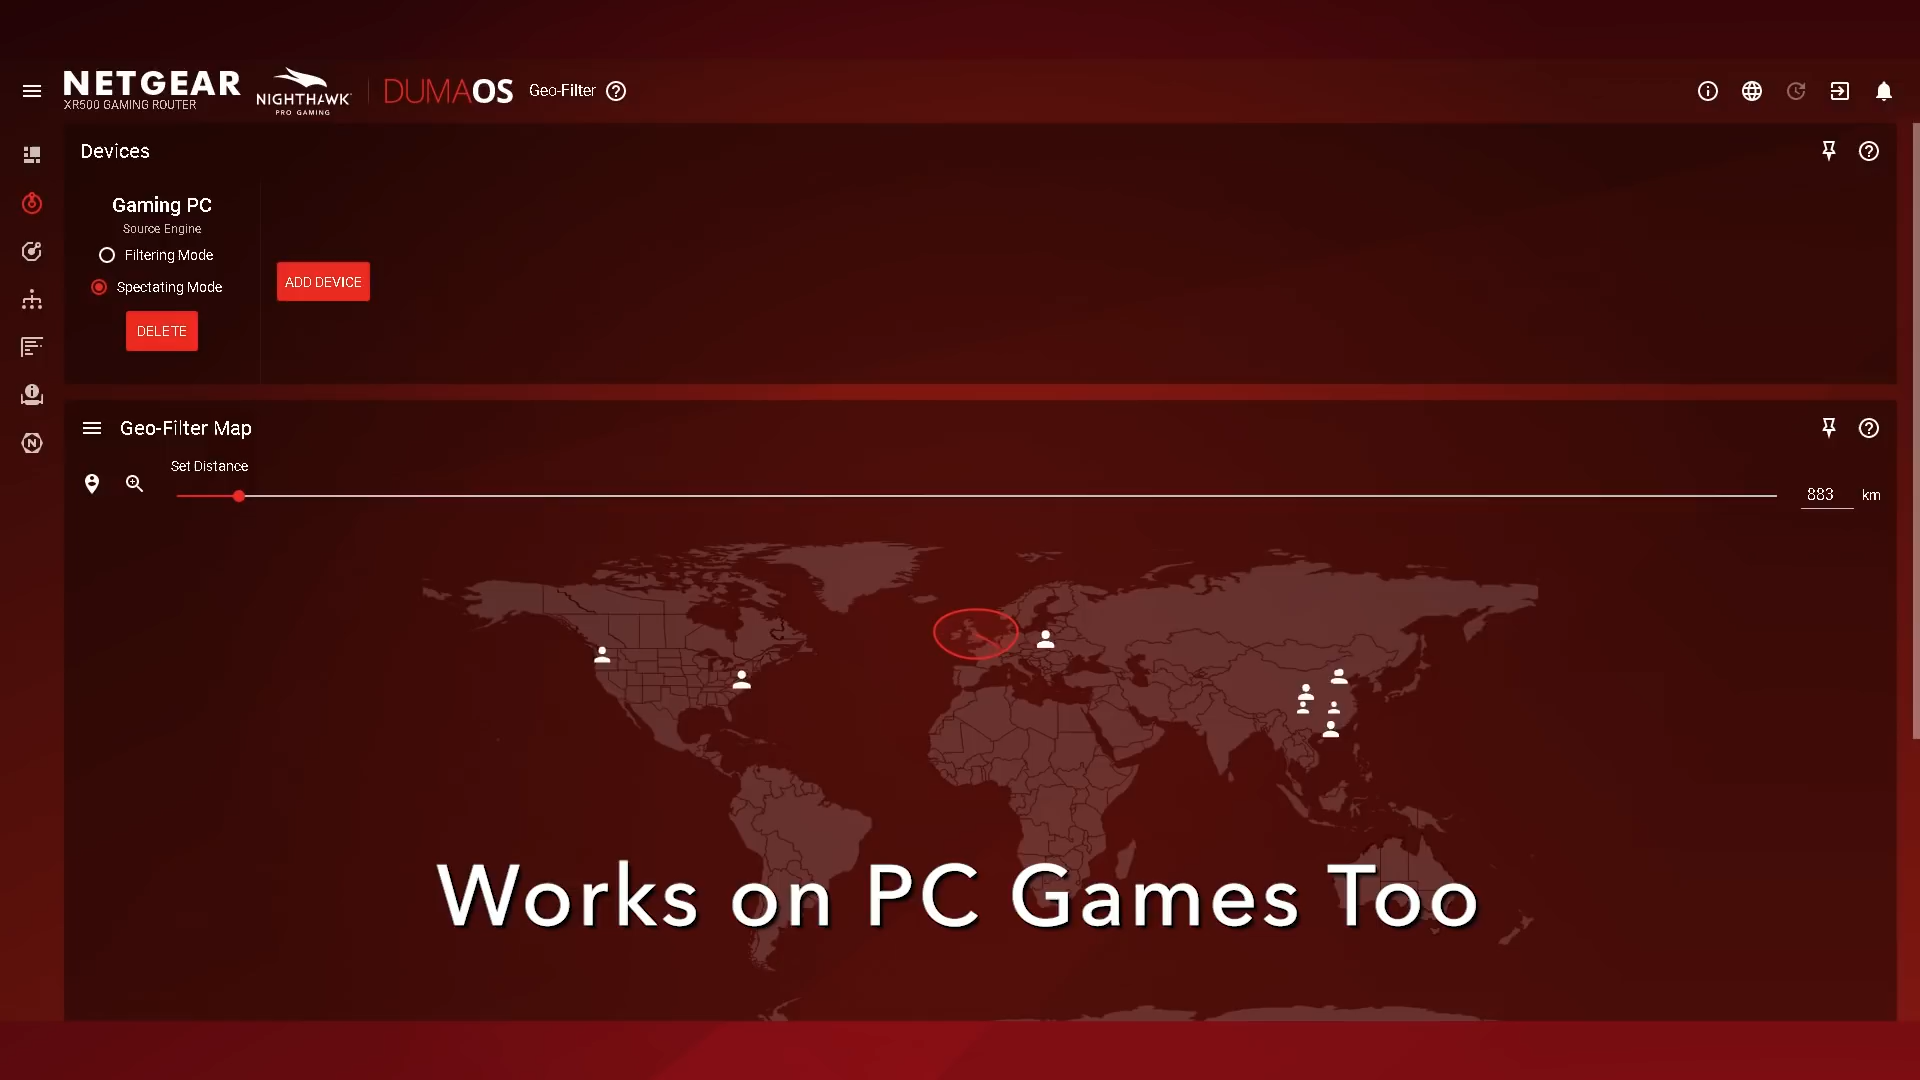 NETGEAR
XR500 GAMING ROUTER
NIGHTHAWK
PRO GAMING
DUMAOS
Geo-Filter
Devices
Gaming PC
Source Engine
Filtering Mode
Spectating Mode
DELETE
ADD DEVICE
Geo-Filter Map
Set Distance
883 km
Works on PC Games Too